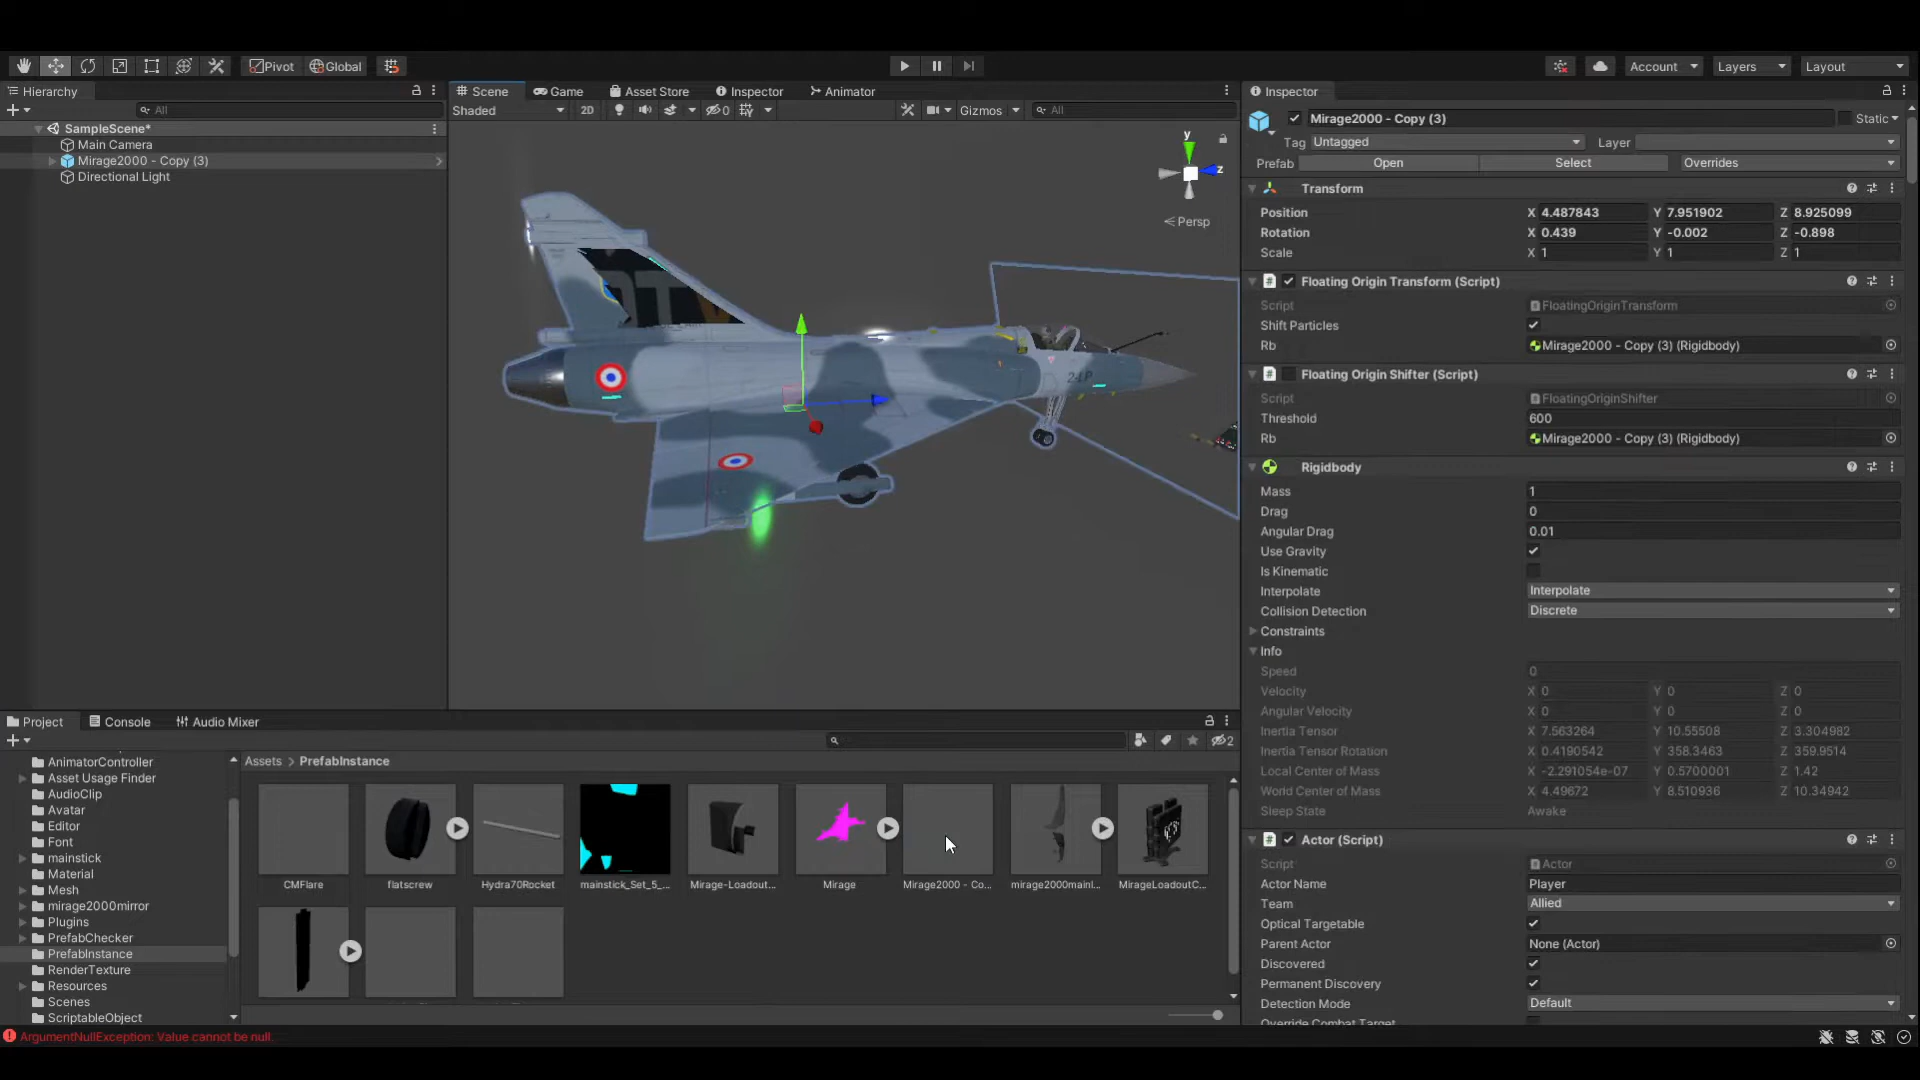 Pivot Global Account Layers Layout
Hierarchy
All
SampleScene*
Main Camera
Mirage2000 - Copy (3)
Directional Light
Scene Game Asset Store Inspector Animator
Shaded 2D 0 Gizmos All
y
z
< Persp
24P
Inspector
Mirage2000 - Copy (3) Static
Tag Untagged Layer
Prefab Open Select Overrides
Transform
Position X 4.487843 Y 7.951902 Z 8.925099
Rotation X 0.439 Y -0.002 Z -0.898
Scale X 1 Y 1 Z 1
Floating Origin Transform (Script)
Script FloatingOriginTransform
Shift Particles
Rb Mirage2000 - Copy (3) (Rigidbody)
Floating Origin Shifter (Script)
Script FloatingOriginShifter
Threshold 600
Rb Mirage2000 - Copy (3) (Rigidbody)
Rigidbody
Mass 1
Drag 0
Angular Drag 0.01
Use Gravity
Is Kinematic
Interpolate Interpolate
Collision Detection Discrete
Constraints
Info
Speed 0
Velocity X 0 Y 0 Z 0
Angular Velocity X 0 Y 0 Z 0
Inertia Tensor X 7.563264 Y 10.55508 Z 3.304982
Inertia Tensor Rotation X 0.4190542 Y 358.3463 Z 359.9514
Local Center of Mass X -2.291054e-07 Y 0.5700001 Z 1.42
World Center of Mass X 4.49672 Y 8.510936 Z 10.34942
Sleep State Awake
Actor (Script)
Script Actor
Actor Name Player
Team Allied
Optical Targetable
Parent Actor None (Actor)
Discovered
Permanent Discovery
Detection Mode Default
Override Combat Target
Project Console Audio Mixer
2
AnimatorController
Asset Usage Finder
AudioClip
Avatar
Editor
Font
mainstick
Material
Mesh
mirage2000mirror
Plugins
PrefabChecker
PrefabInstance
RenderTexture
Resources
Scenes
ScriptableObject
Assets > PrefabInstance
CMFlare flatscrew Hydra70Rocket mainstick_Set_5_... Mirage-Loadout... Mirage Mirage2000 - Co... mirage2000mainl... MirageLoadoutC...
ArgumentNullException: Value cannot be null.